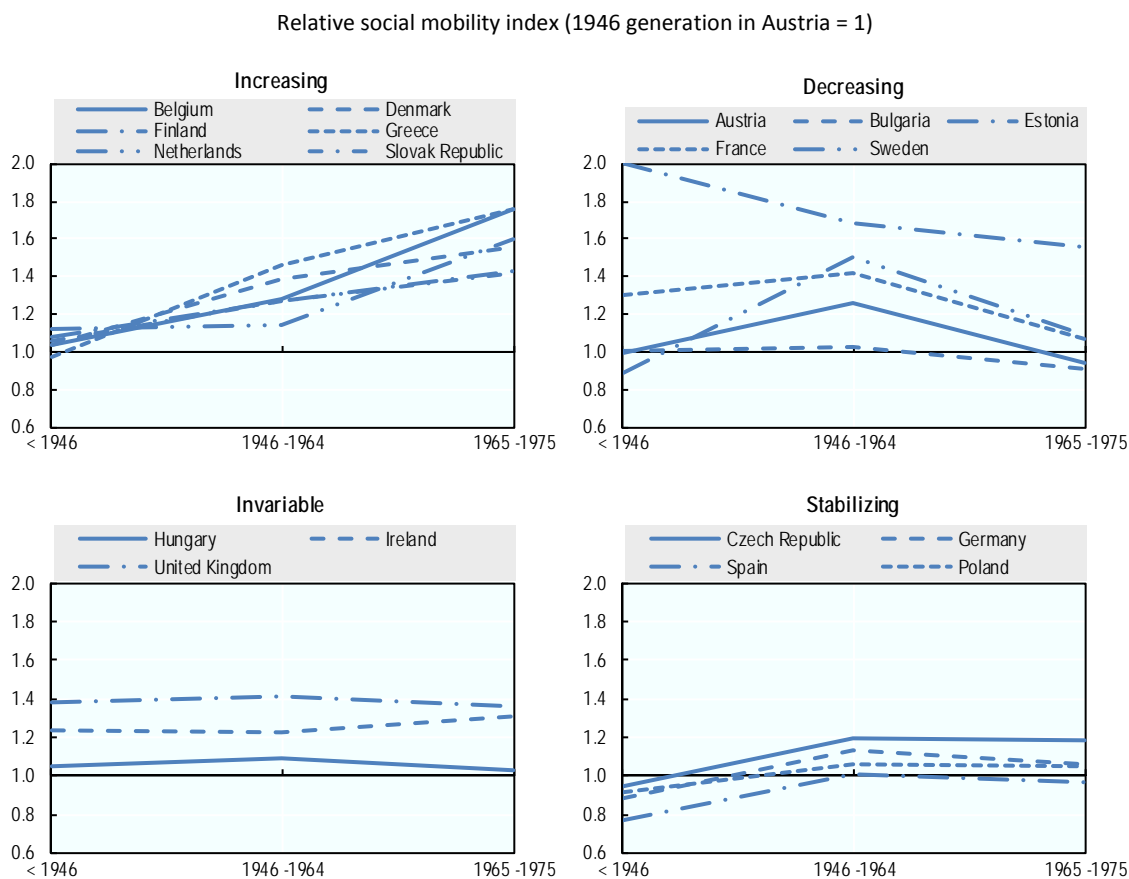 Relative social mobility index (1946 generation in Austria = 1)
Increasing
Belgium Denmark
Finland Greece
Netherlands Slovak Republic
2.0
1.8
1.6
1.4
1.2
1.0
0.8
0.6
< 1946 1946 -1964 1965 -1975
Decreasing
Austria Bulgaria Estonia
France Sweden
2.0
1.8
1.6
1.4
1.2
1.0
0.8
0.6
< 1946 1946 -1964 1965 -1975
Invariable
Hungary Ireland
United Kingdom
2.0
1.8
1.6
1.4
1.2
1.0
0.8
0.6
< 1946 1946 -1964 1965 -1975
Stabilizing
Czech Republic Germany
Spain Poland
2.0
1.8
1.6
1.4
1.2
1.0
0.8
0.6
< 1946 1946 -1964 1965 -1975